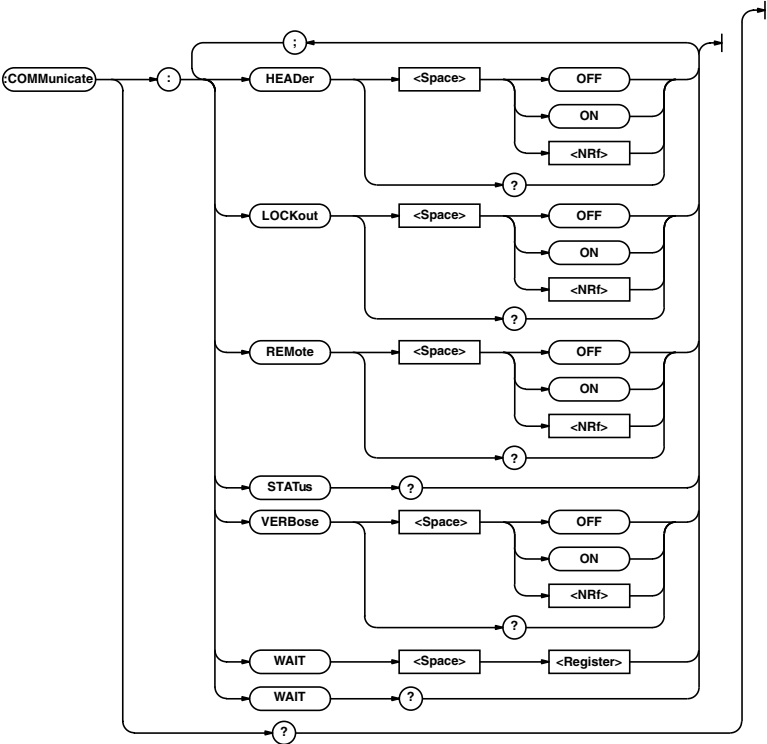 ;
:COMMunicate : HEADer <Space> OFF
ON
<NRf>
?
LOCKout <Space> OFF
ON
<NRf>
?
REMote <Space> OFF
ON
<NRf>
?
STATus ?
VERBose <Space> OFF
ON
<NRf>
?
WAIT <Space> <Register>
WAIT ?
?